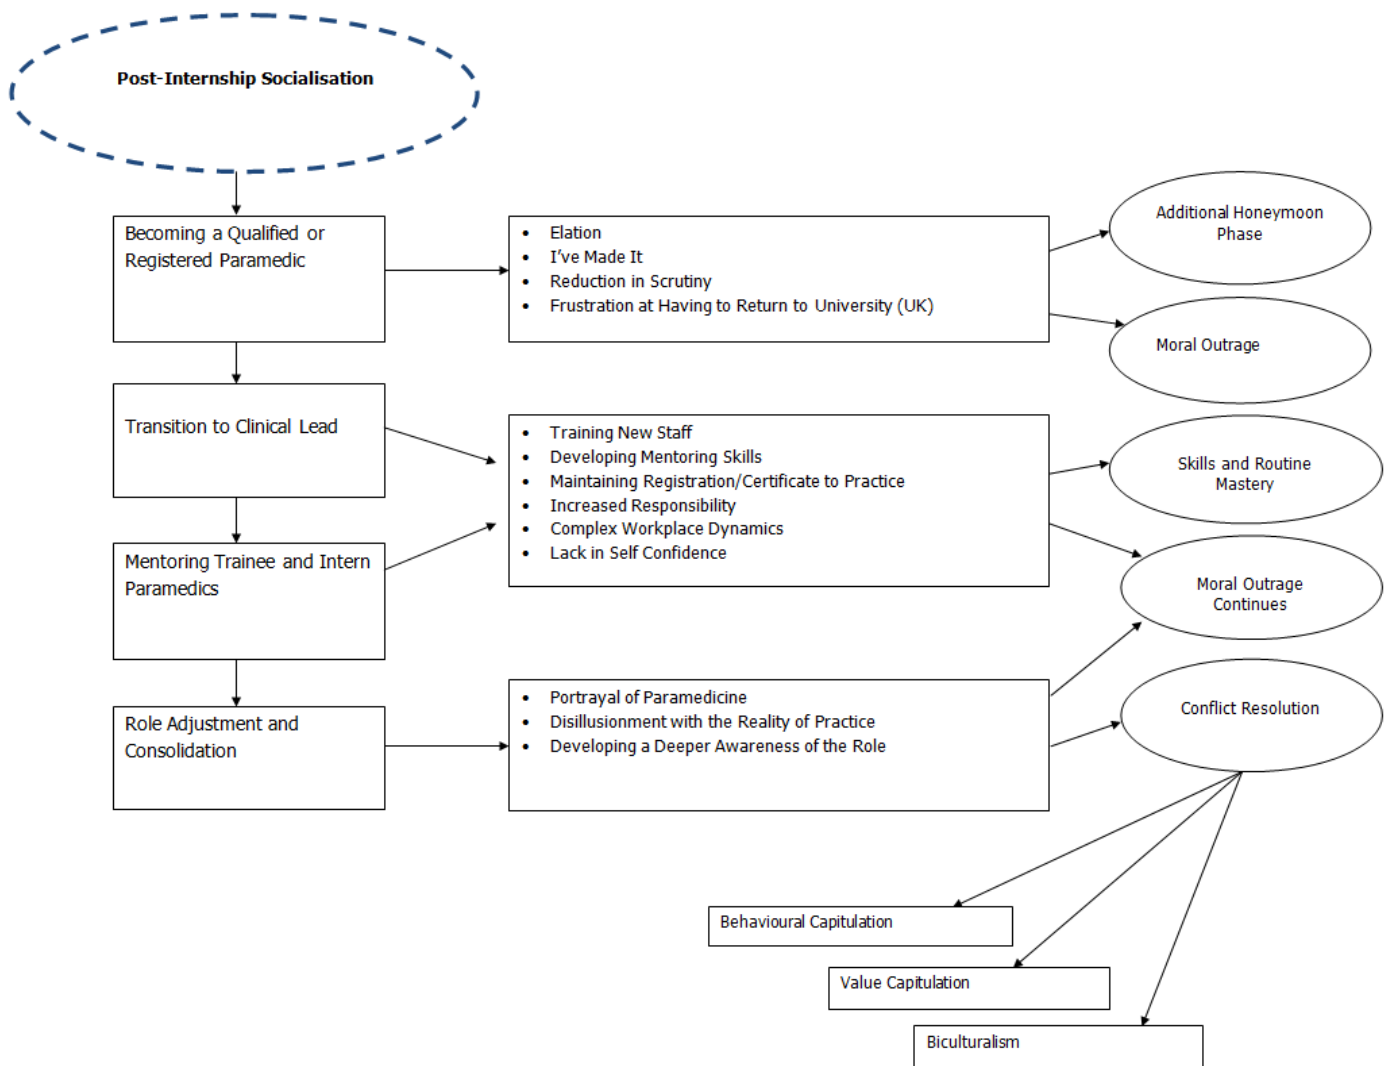 Post-Internship Socialisation
Becoming a Qualified or
Registered Paramedic
• Elation
• I've Made It
• Reduction in Scrutiny
• Frustration at Having to Return to University (UK)
Additional Honeymoon
Phase
Moral Outrage
Transition to Clinical Lead
• Training New Staff
• Developing Mentoring Skills
• Maintaining Registration/Certificate to Practice
• Increased Responsibility
• Complex Workplace Dynamics
• Lack in Self Confidence
Skills and Routine
Mastery
Mentoring Trainee and Intern
Paramedics
Moral Outrage
Continues
Role Adjustment and
Consolidation
• Portrayal of Paramedicine
• Disillusionment with the Reality of Practice
• Developing a Deeper Awareness of the Role
Conflict Resolution
Behavioural Capitulation
Value Capitulation
Biculturalism